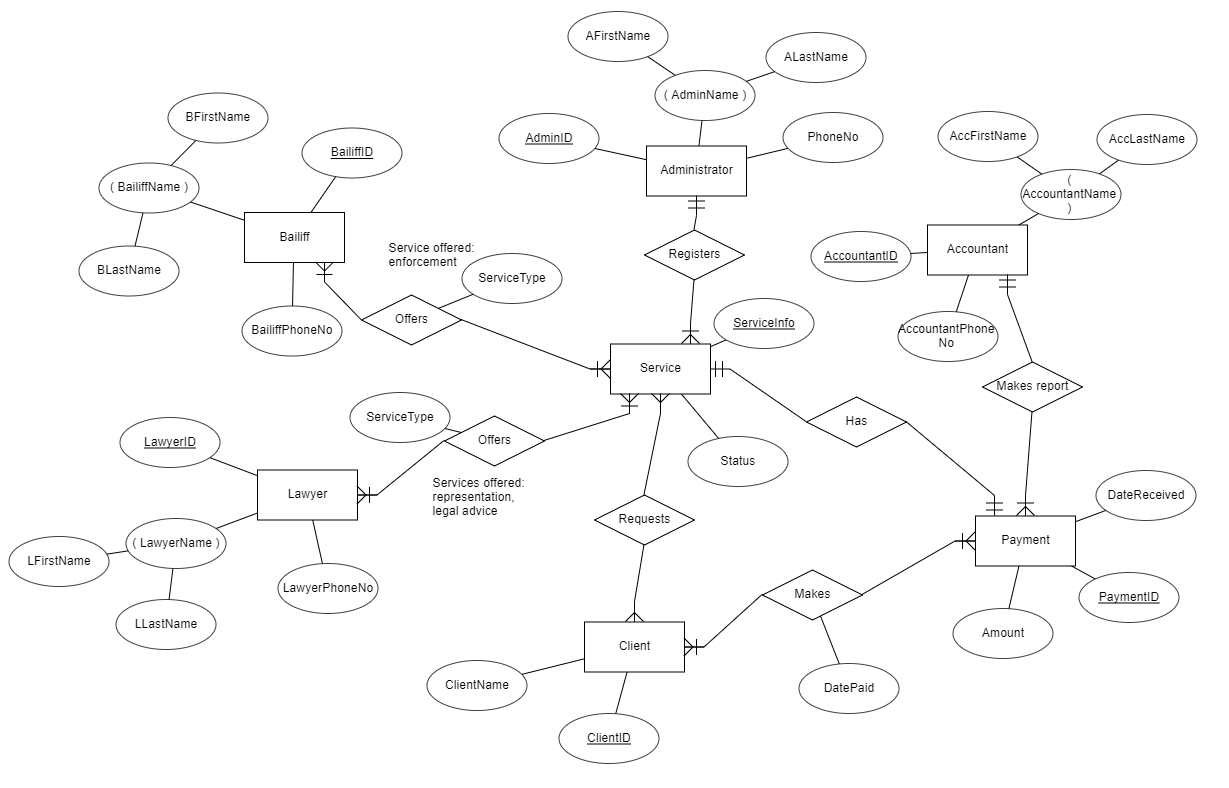 AFirstName
ALastName
( AdminName )
BFirstName
AdminID
PhoneNo
AccFirstName
AccLastName
BailiffID
Administrator
( BailiffName )
(
AccountantName
)
Bailiff
Service offered:
enforcement
Registers
AccountantID
Accountant
BLastName
ServiceType
BailiffPhoneNo
Offers
ServiceInfo
AccountantPhone
No
Service
Makes report
ServiceType
Has
LawyerID
Offers
Status
Lawyer
Services offered:
representation,
legal advice
DateReceived
Requests
Payment
( LawyerName )
LFirstName
LawyerPhoneNo
Makes
PaymentID
LLastName
Client
Amount
ClientName
DatePaid
ClientID